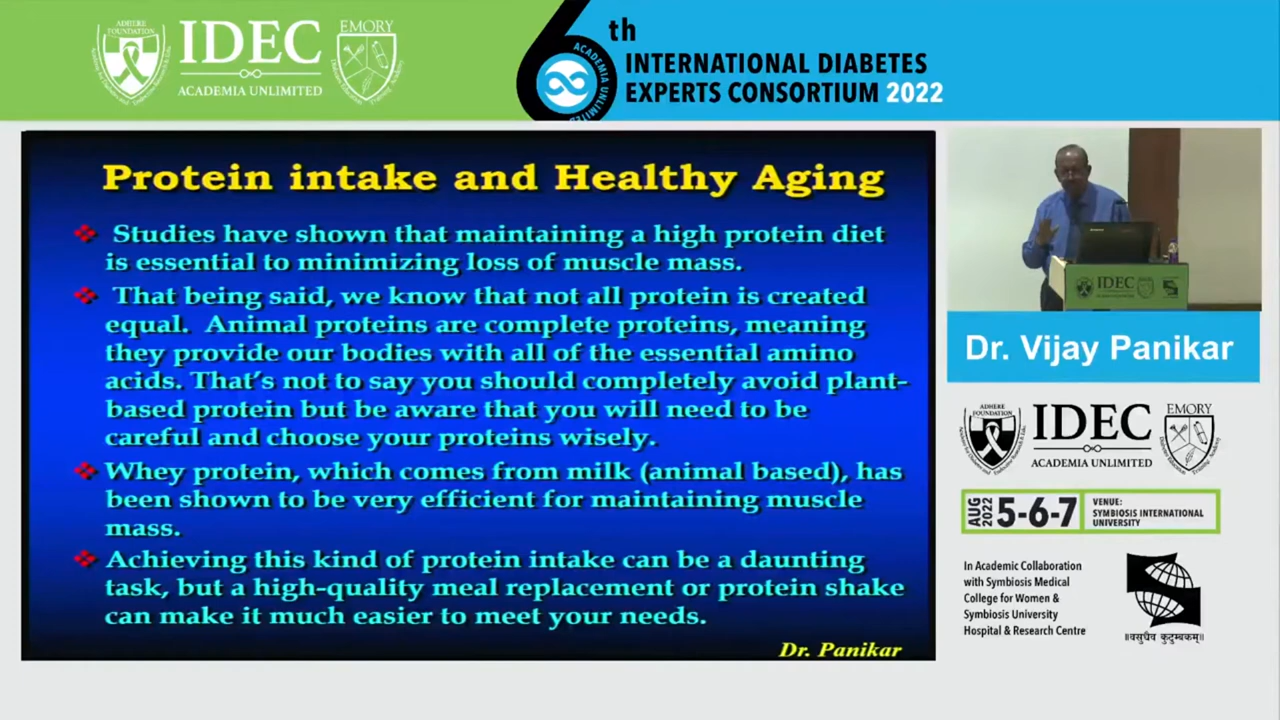 ADHERE
FOUNDATION
IDEC
ACADEMIA UNLIMITED
EMORY
6th
ACADEMIA UNLIMITED
INTERNATIONAL DIABETES
EXPERTS CONSORTIUM 2022
Protein intake and Healthy Aging
Studies have shown that maintaining a high protein diet
is essential to minimizing loss of muscle mass.
That being said, we know that not all protein is created
equal. Animal proteins are complete proteins, meaning
they provide our bodies with all of the essential amino
acids. That's not to say you should completely avoid plant-
based protein but be aware that you will need to be
careful and choose your proteins wisely.
Whey protein, which comes from milk (animal based), has
been shown to be very efficient for maintaining muscle
mass.
Achieving this kind of protein intake can be a daunting
task, but a high-quality meal replacement or protein shake
can make it much easier to meet your needs.
Dr. Panikar
IDEC
Dr. Vijay Panikar
ADHERE
FOUNDATION
IDEC
ACADEMIA UNLIMITED
EMORY
AUG 2022
5-6-7
VENUE:
SYMBIOSIS INTERNATIONAL
UNIVERSITY
In Academic Collaboration
with Symbiosis Medical
College for Women &
Symbiosis University
Hospital & Research Centre
॥वसुधैव कुटुम्बकम्॥